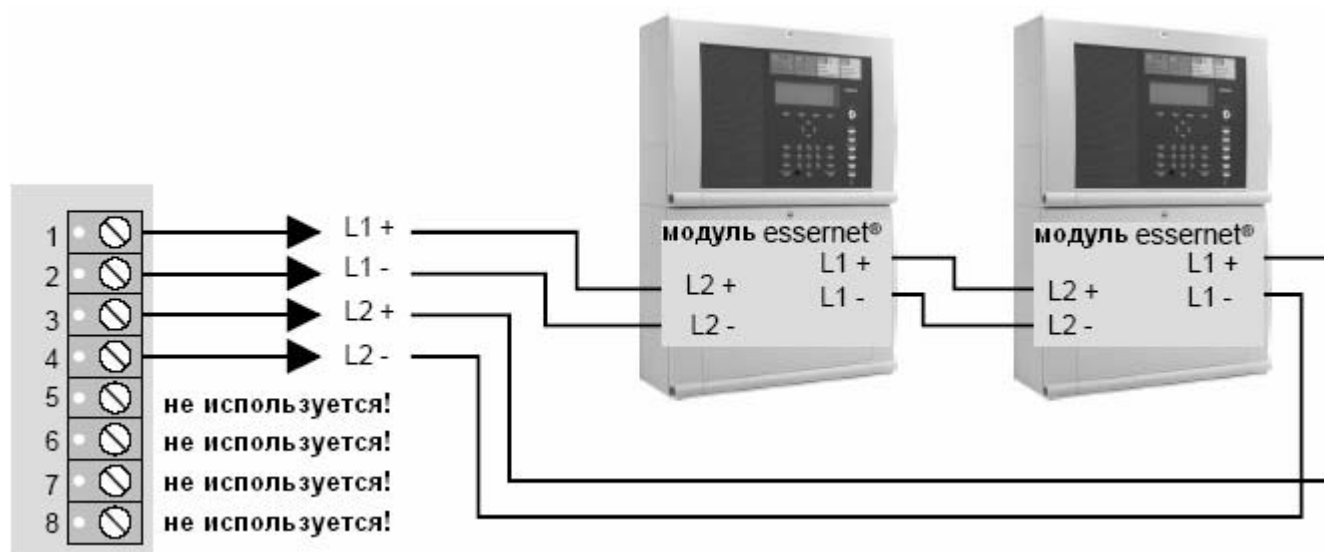 1 L1 +
2 L1 -
3 L2 +
4 L2 -
5 не используется!
6 не используется!
7 не используется!
8 не используется!
модуль essernet®
L1 +
L2 + L1 -
L2 -
модуль essernet®
L1 +
L2 + L1 -
L2 -